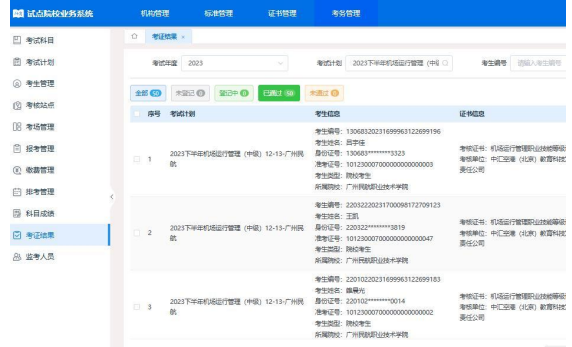 试点院校业务系统
机构管理 标准管理 证书管理 考务管理
考试科目
考试计划
考生管理
考核站点
考场管理
报考管理
缴费管理
排考管理
科目成绩
考证结果
监考人员
考证结果 ×
考试年度 2023 考试计划 2023下半年机场运行管理（中级 考生编号 请输入考生编号
全部 50 未登记 0 登记中 0 已通过 50 未通过 0
序号 考试计划 考生信息 证书信息
1
2023下半年机场运行管理（中级）12-13-广州民航
考生编号：13068320231699963122699196
考生姓名：吕宇佳
身份证号：130683********3323
准考证号：1012300070000000000000003
考生类型：院校考生
所属院校：广州民航职业技术学院
考核证书：机场运行管理职业技能等级
考核单位：中汇空港（北京）教育科技
责任公司
2
2023下半年机场运行管理（中级）12-13-广州民航
考生编号：2203222023170009817270912​3
考生姓名：王凯
身份证号：220322********3819
准考证号：1012300070000000000000047
考生类型：院校考生
所属院校：广州民航职业技术学院
考核证书：机场运行管理职业技能等级
考核单位：中汇空港（北京）教育科技
责任公司
3
2023下半年机场运行管理（中级）12-13-广州民航
考生编号：2201022023169996312269918​3
身份证号：220102********0014
准考证号：1012300070000000000000002
考生类型：院校考生
所属院校：广州民航职业技术学院
考核证书：机场运行管理职业技能等级
考核单位：中汇空港（北京）教育科技
责任公司